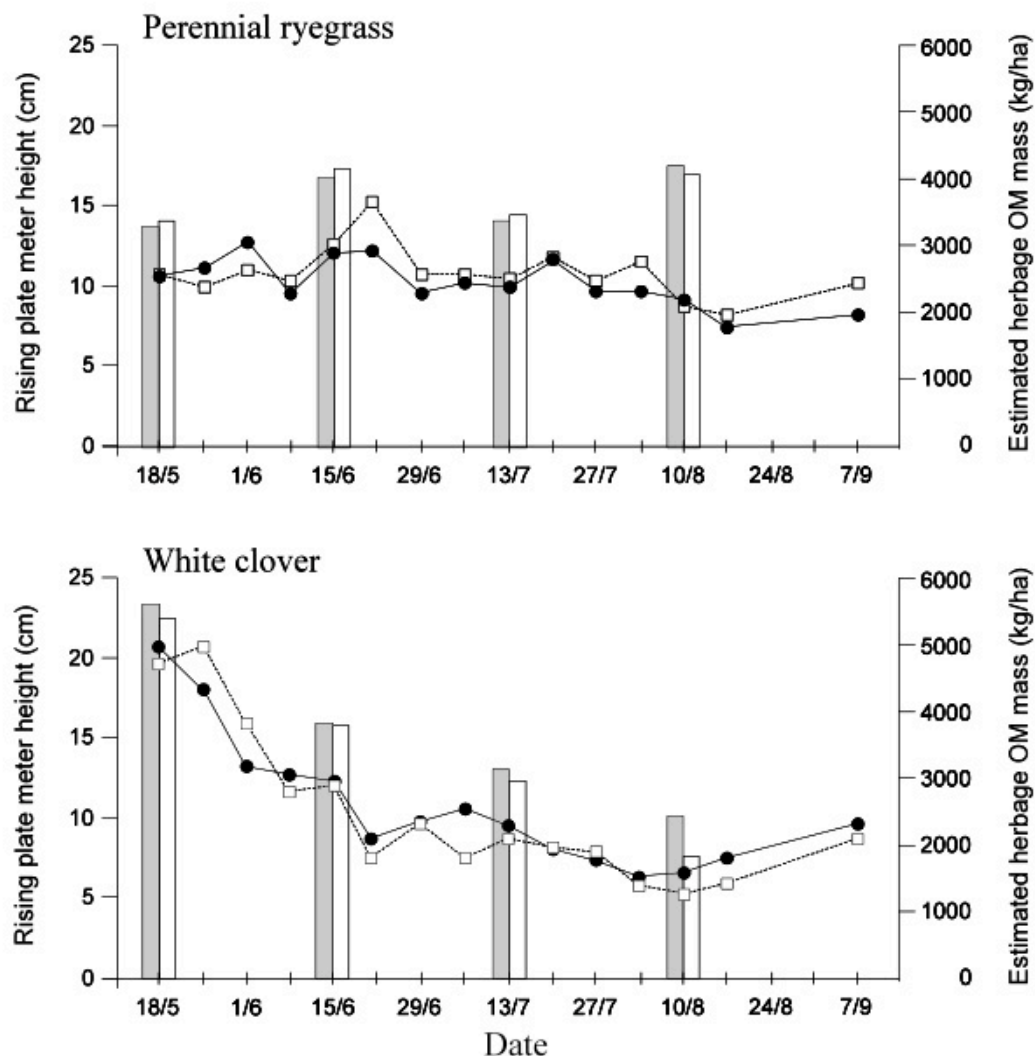 Perennial ryegrass
Rising plate meter height (cm)
25
20
15
10
5
0
6000
5000
4000
3000
2000
1000
0
Estimated herbage OM mass (kg/ha)
18/5 1/6 15/6 29/6 13/7 27/7 10/8 24/8 7/9
White clover
Rising plate meter height (cm)
25
20
15
10
5
0
6000
5000
4000
3000
2000
1000
0
Estimated herbage OM mass (kg/ha)
18/5 1/6 15/6 29/6 13/7 27/7 10/8 24/8 7/9
Date